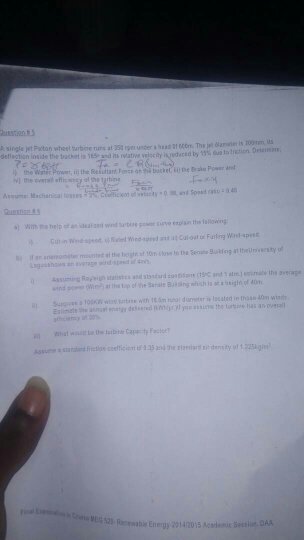 Question # 5
A single jet Pelton wheel turbine runs at 350 rpm under a head of 600m. The jet diameter is 200mm, its
deflection inside the bucket is 165° and its relative velocity is reduced by 15% due to friction. Determine,
i) the Water Power, ii) the Resultant Force on the bucket, iii) the Brake Power and
iv) the overall efficiency of the turbine.
Assume: Mechanical losses = 3%, Coefficient of velocity = 0.98, and Speed ratio = 0.46
Question # 6
a) With the help of an idealized wind turbine power curve explain the following:
i) Cut-in Wind-speed, ii) Rated Wind-speed and iii) Cut-out or Furling Wind-speed.
b) If an anemometer mounted at the height of 10m close to the Senate Building at the University of
Lagos shows an average wind-speed of 4m/s,
i) Assuming Rayleigh statistics and standard conditions (15°C and 1 atm.) estimate the average
wind power (W/m²) at the top of the Senate Building which is at a height of 40m.
ii) Suppose a 100KW wind turbine with rotor diameter is located in those 40m winds.
Estimate the annual energy delivered (kWh/yr) if you assume the turbine has an overall
efficiency of 20%.
iii) What would be the turbine Capacity Factor?
Assume a standard friction coefficient of and the standard air density of 1.225kg/m³.
Final Examination in MEG 528- Renewable Energy-2014/2015 Academic Session, OAA